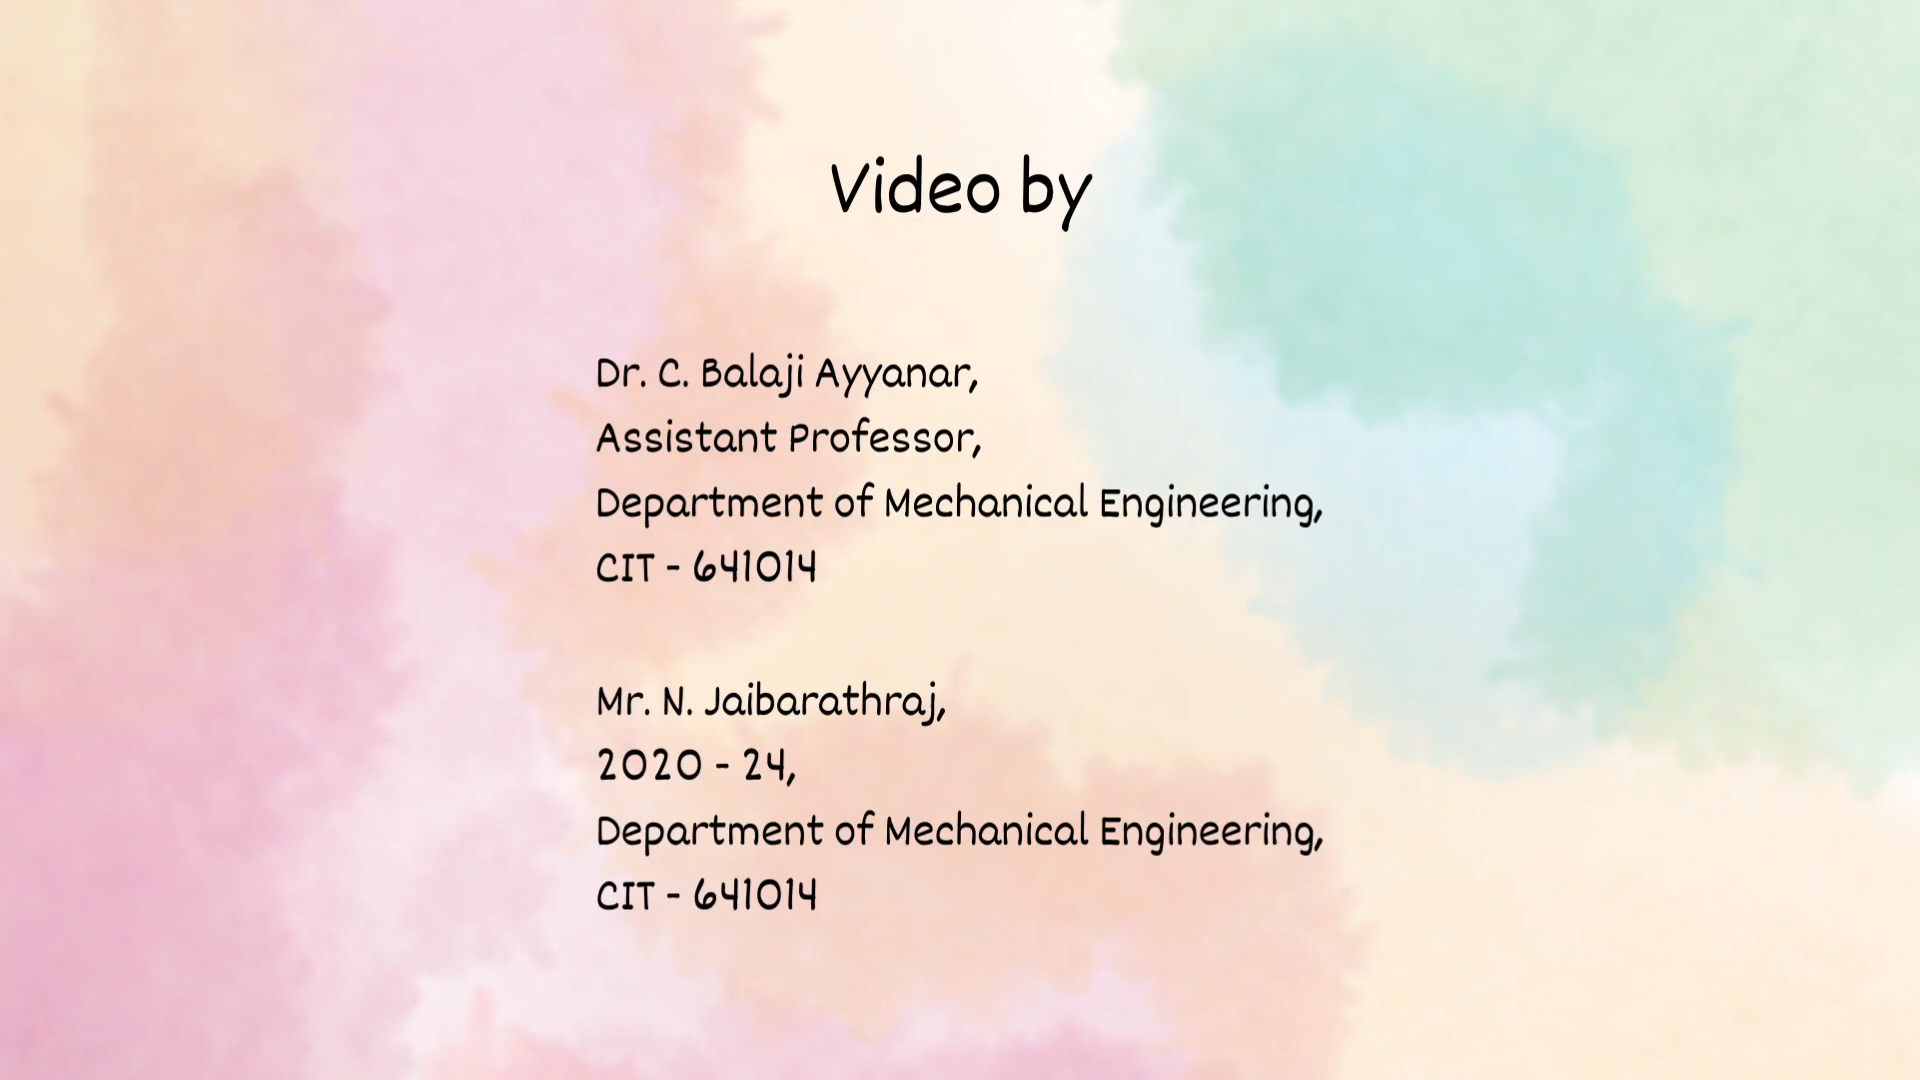 Video by
Dr. C. Balaji Ayyanar,
Assistant Professor,
Department of Mechanical Engineering,
CIT - 641014
Mr. N. Jaibarathraj,
2020 - 24,
Department of Mechanical Engineering,
CIT - 641014